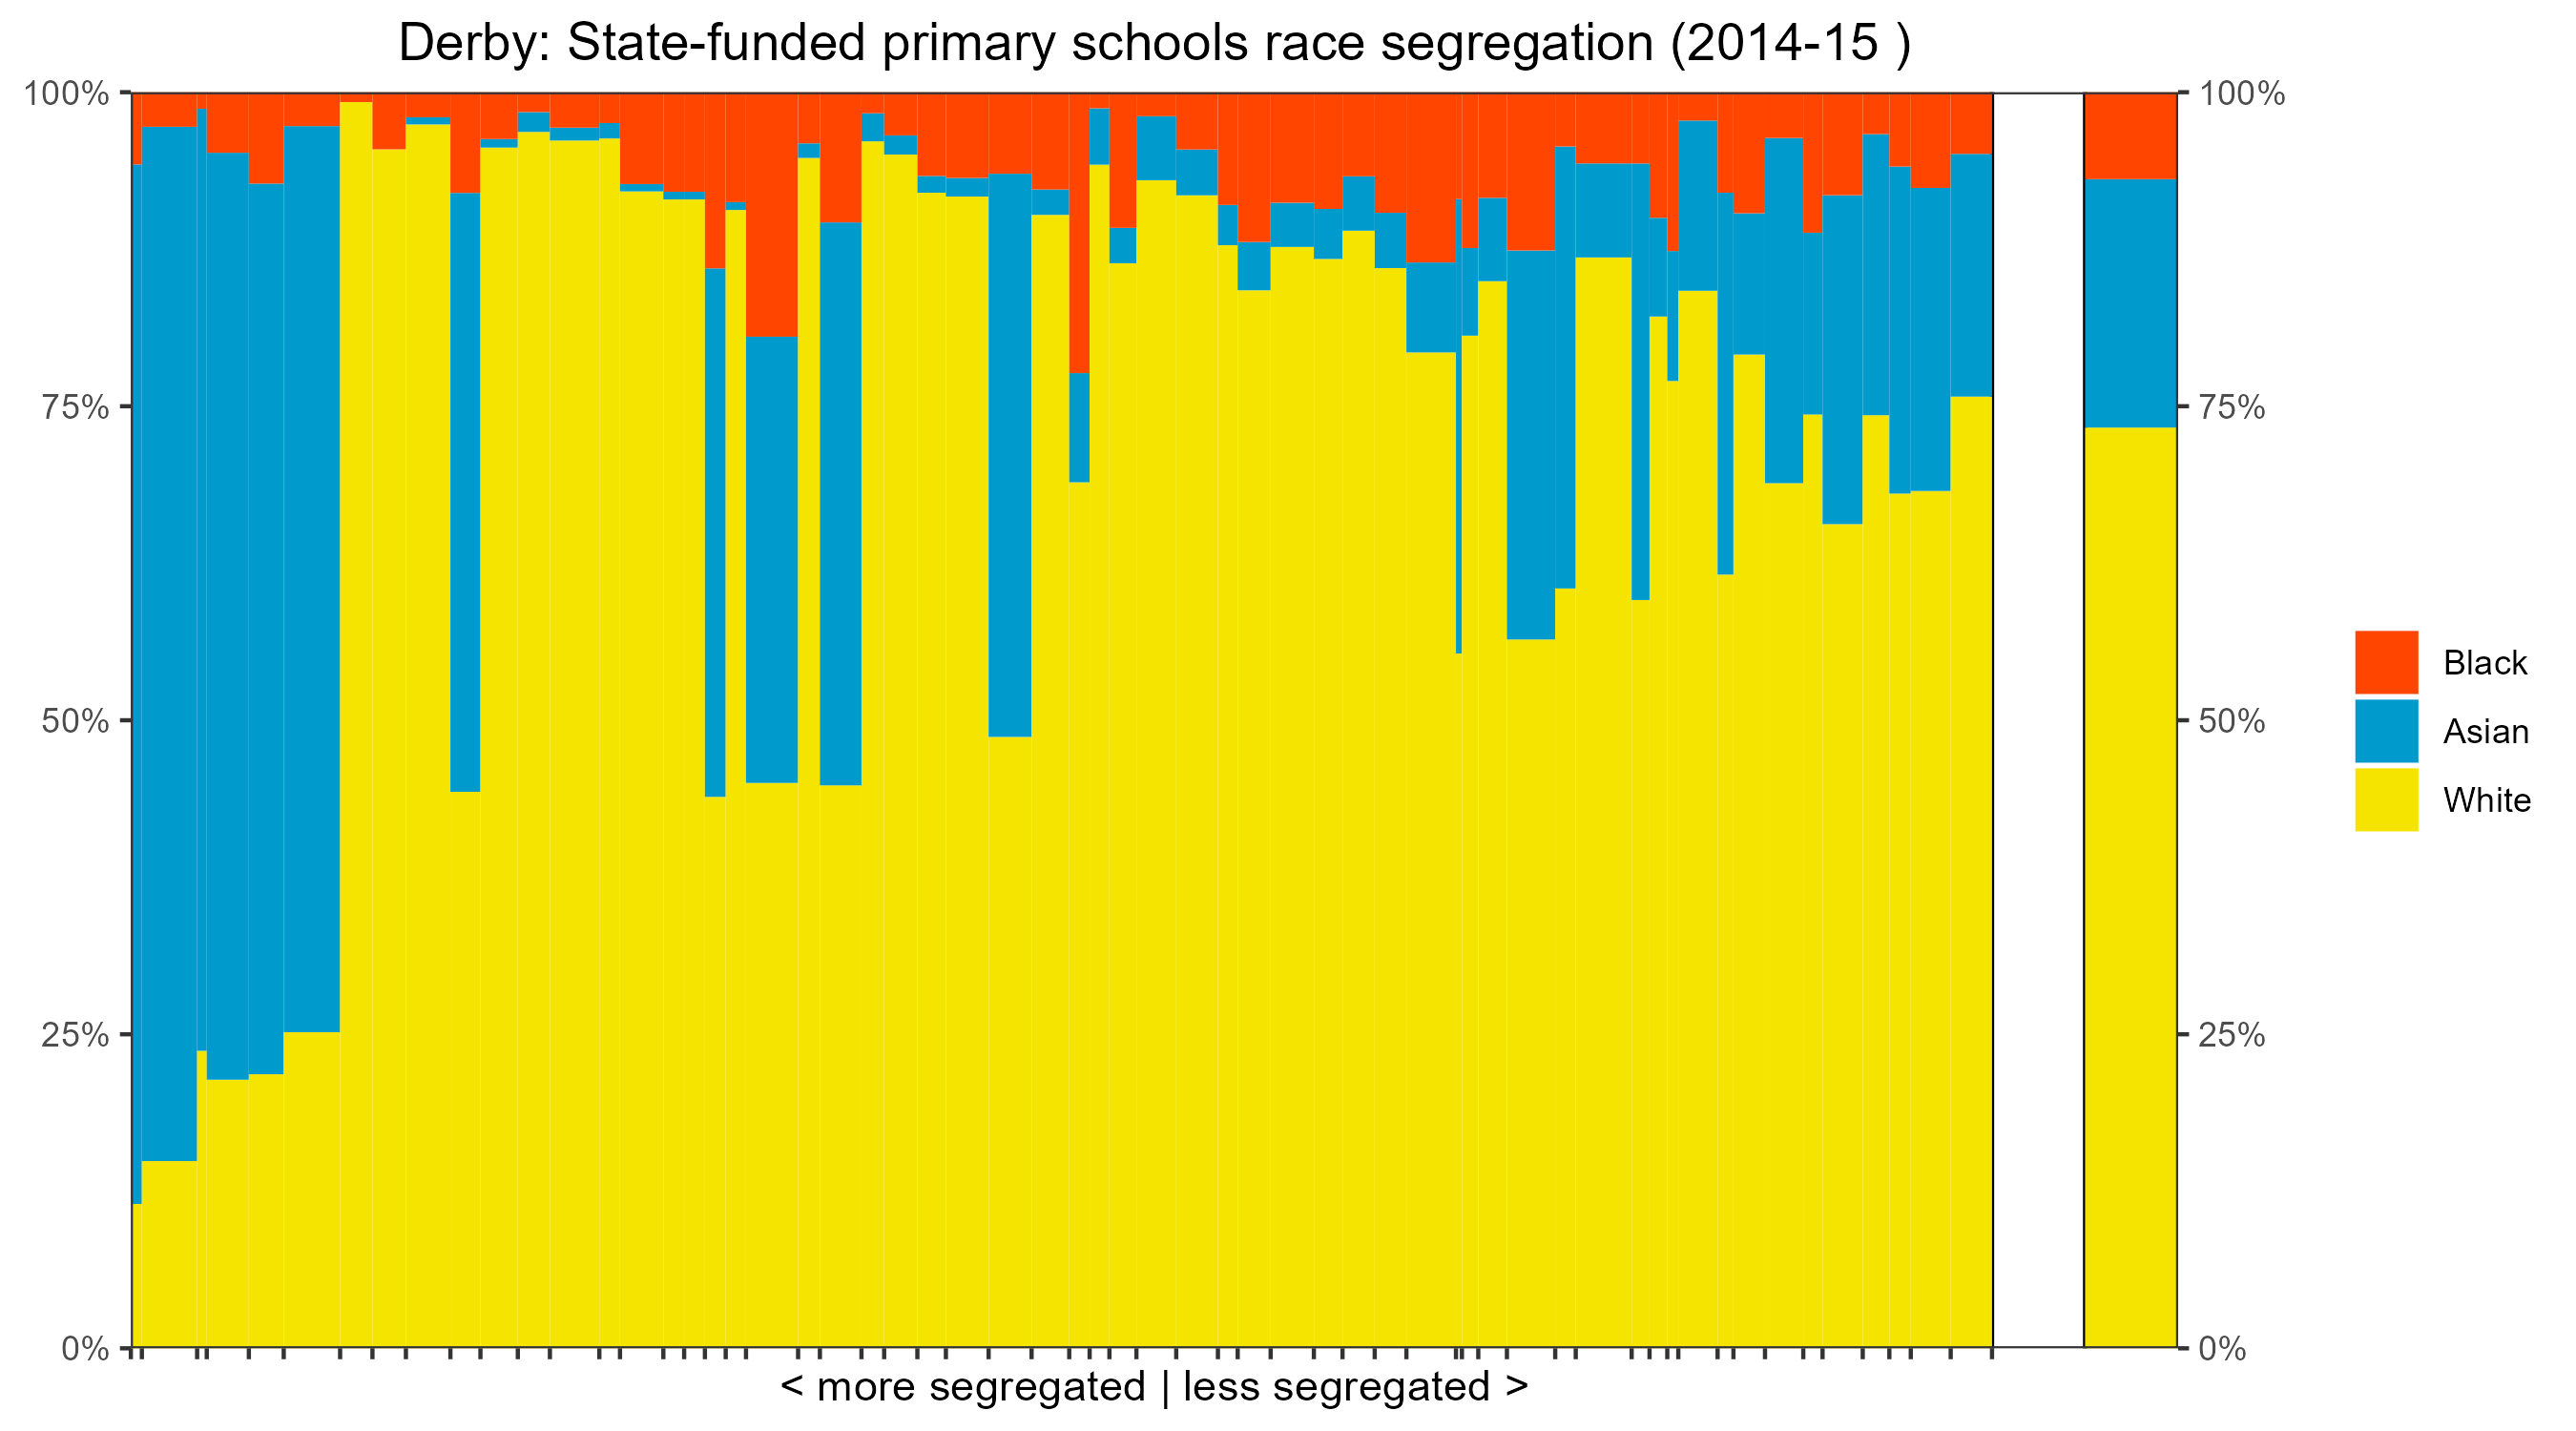 Derby: State-funded primary schools race segregation (2014-15 )
100%
100%
75%
75%
Black
50%
50%
Asian
White
25%
25%
0%
0%
< more segregated | less segregated >